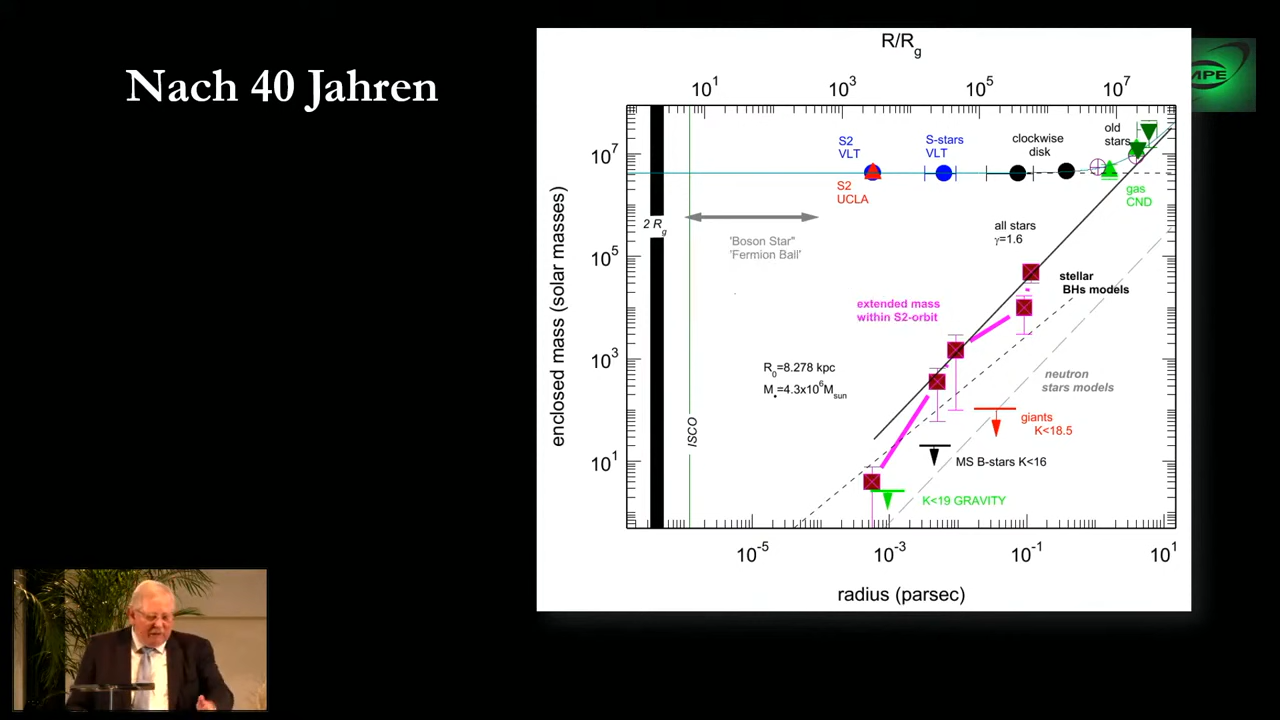 Nach 40 Jahren
MPE
R/Rg
10^1
10^3
10^5
10^7
S2
VLT
S-stars
VLT
clockwise
disk
old
stars
S2
UCLA
gas
CND
2 Rg
'Boson Star"
'Fermion Ball'
all stars
γ=1.6
stellar
BHs models
extended mass
within S2-orbit
R0=8.278 kpc
M•=4.3x10^6Msun
neutron
stars models
giants
K<18.5
ISCO
MS B-stars K<16
K<19 GRAVITY
enclosed mass (solar masses)
10^7
10^5
10^3
10^1
10^-5
10^-3
10^-1
10^1
radius (parsec)